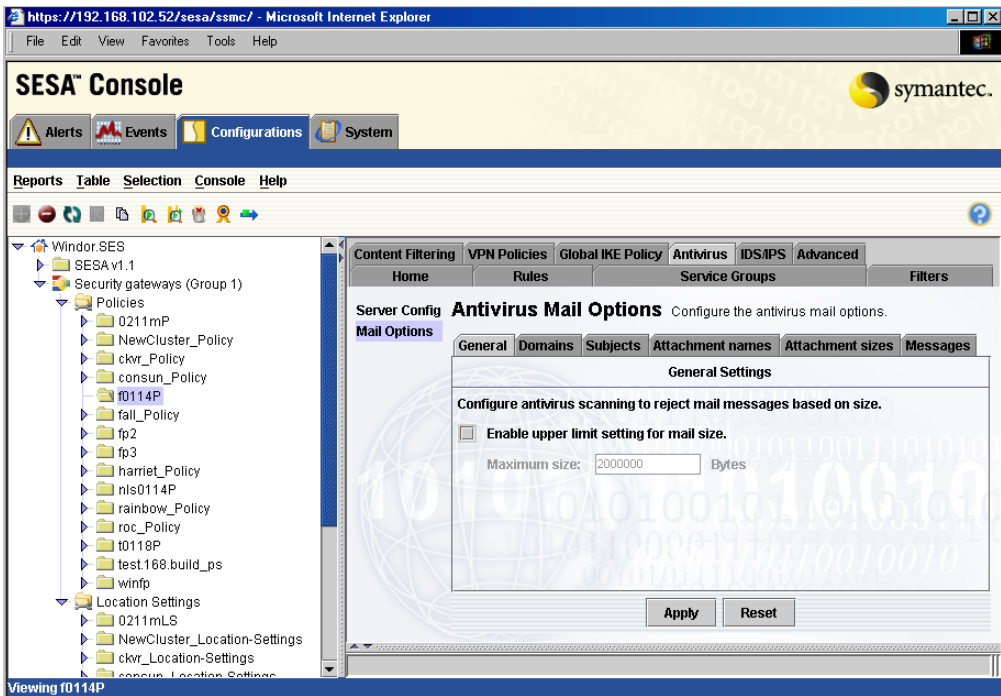 https://192.168.102.52/sesa/ssmc/ - Microsoft Internet Explorer
File Edit View Favorites Tools Help
SESA™ Console
symantec.
Alerts Events Configurations System
Reports Table Selection Console Help
Windor.SES
SESA v1.1
Security gateways (Group 1)
Policies
0211mP
NewCluster_Policy
ckvr_Policy
consun_Policy
f0114P
fall_Policy
fp2
fp3
harriet_Policy
nls0114P
rainbow_Policy
roc_Policy
t0118P
test.168.build_ps
winfp
Location Settings
0211mLS
NewCluster_Location-Settings
ckvr_Location-Settings
consun_Location-Settings
Content Filtering VPN Policies Global IKE Policy Antivirus IDS/IPS Advanced
Home Rules Service Groups Filters
Server Config
Mail Options
Antivirus Mail Options Configure the antivirus mail options.
General Domains Subjects Attachment names Attachment sizes Messages
General Settings
Configure antivirus scanning to reject mail messages based on size.
Enable upper limit setting for mail size.
Maximum size: 2000000 Bytes
Apply Reset
Viewing f0114P